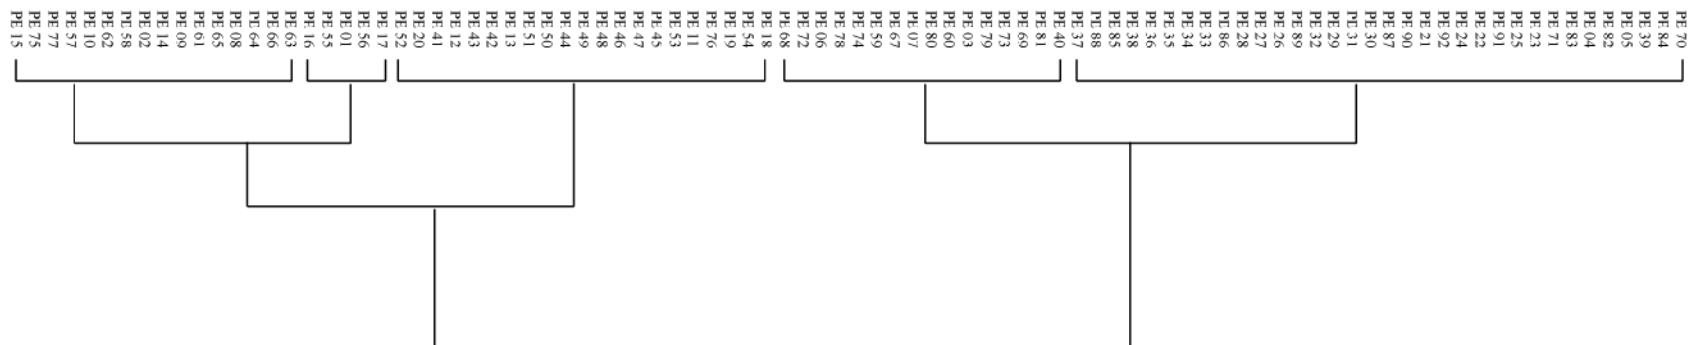 PE 15
PE 75
PE 77
PE 57
PE 10
PE 62
PE 58
PE 02
PE 14
PE 09
PE 61
PE 65
PE 08
PE 64
PE 66
PE 63
PE 16
PE 55
PE 01
PE 56
PE 17
PE 52
PE 20
PE 41
PE 12
PE 43
PE 42
PE 13
PE 51
PE 50
PE 44
PE 49
PE 48
PE 46
PE 47
PE 45
PE 53
PE 11
PE 76
PE 19
PE 54
PE 18
PE 68
PE 72
PE 06
PE 78
PE 74
PE 59
PE 67
PE 07
PE 80
PE 60
PE 03
PE 79
PE 73
PE 69
PE 81
PE 40
PE 37
PE 88
PE 85
PE 38
PE 36
PE 35
PE 34
PE 33
PE 86
PE 28
PE 27
PE 26
PE 89
PE 32
PE 29
PE 31
PE 30
PE 87
PE 90
PE 21
PE 92
PE 24
PE 22
PE 91
PE 25
PE 23
PE 71
PE 83
PE 04
PE 82
PE 05
PE 39
PE 84
PE 70